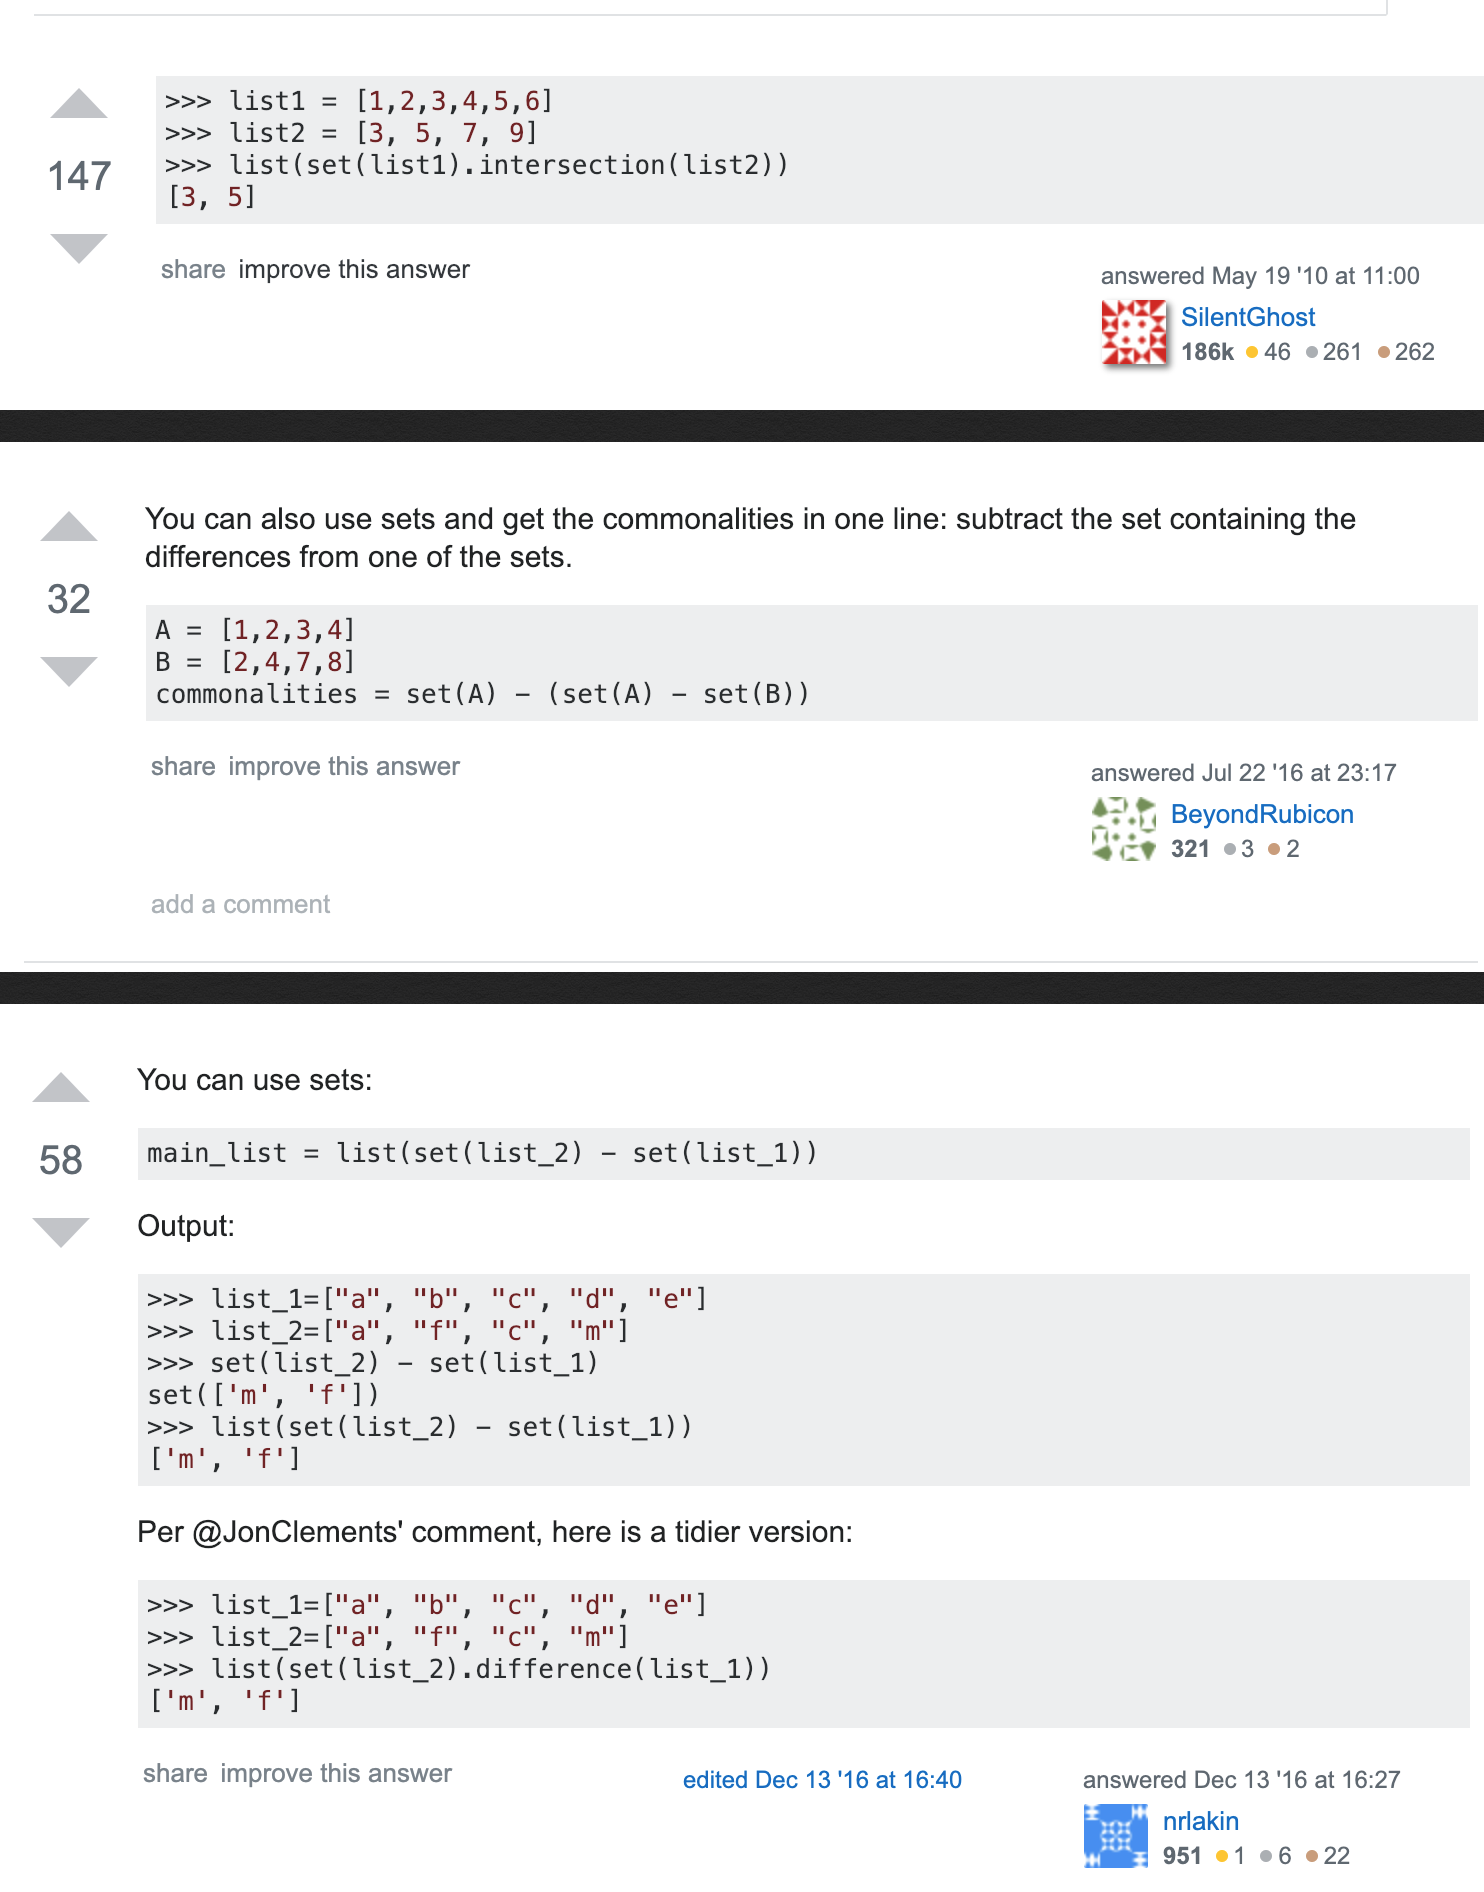 >>> list1 = [1,2,3,4,5,6]
>>> list2 = [3, 5, 7, 9]
>>> list(set(list1).intersection(list2))
[3, 5]
147
share improve this answer
answered May 19 '10 at 11:00
SilentGhost
186k 46 261 262
You can also use sets and get the commonalities in one line: subtract the set containing the
differences from one of the sets.
32
A = [1,2,3,4]
B = [2,4,7,8]
commonalities = set(A) - (set(A) - set(B))
share improve this answer
answered Jul 22 '16 at 23:17
BeyondRubicon
321 3 2
add a comment
You can use sets:
58
main_list = list(set(list_2) - set(list_1))
Output:
>>> list_1=["a", "b", "c", "d", "e"]
>>> list_2=["a", "f", "c", "m"]
>>> set(list_2) - set(list_1)
set(['m', 'f'])
>>> list(set(list_2) - set(list_1))
['m', 'f']
Per @JonClements' comment, here is a tidier version:
>>> list_1=["a", "b", "c", "d", "e"]
>>> list_2=["a", "f", "c", "m"]
>>> list(set(list_2).difference(list_1))
['m', 'f']
share improve this answer
edited Dec 13 '16 at 16:40
answered Dec 13 '16 at 16:27
nrlakin
951 1 6 22